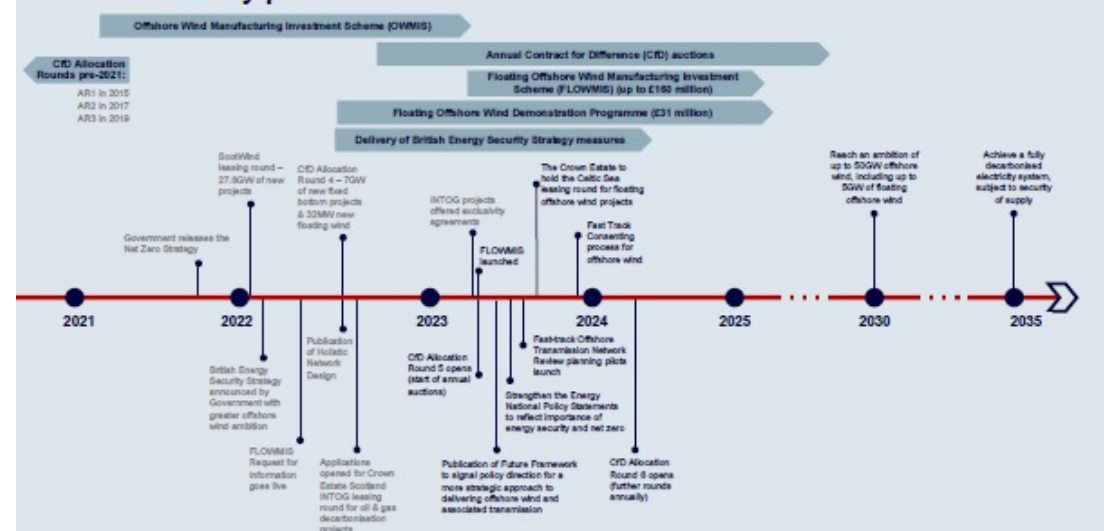 Offshore Wind Manufacturing Investment Scheme (OWMIS)
Annual Contract for Difference (CfD) auctions
CfD Allocation
Rounds pre-2021:
AR1 in 2015
AR2 in 2017
AR3 in 2019
Floating Offshore Wind Manufacturing Investment
Scheme (FLOWMIS) (up to £160 million)
Floating Offshore Wind Demonstration Programme (£31 million)
Delivery of British Energy Security Strategy measures
Government releases the
Net Zero Strategy
ScotWind
leasing round –
27.6GW of new
projects
CfD Allocation
Round 4 – 7GW
of new fixed
bottom projects
& 32MW new
floating wind
INTOG projects
offered exclusivity
agreements
FLOWMIS
launched
The Crown Estate to
hold the Celtic Sea
leasing round for floating
offshore wind projects
Fast Track
Consenting
process for
offshore wind
Reach an ambition of
up to 50GW offshore
wind, including up to
5GW of floating
offshore wind
Achieve a fully
decarbonised
electricity system,
subject to security
of supply
2021
2022
2023
2024
2025
2030
2035
British Energy
Security Strategy
announced by
Government with
greater offshore
wind ambition
FLOWMIS
Request for
Information
goes live
Publication
of Holistic
Network
Design
Applications
opened for Crown
Estate Scotland
INTOG leasing
round for oil & gas
decarbonisation
projects
CfD Allocation
Round 5 opens
(start of annual
auctions)
Publication of Future Framework
to signal policy direction for a
more strategic approach to
delivering offshore wind and
associated transmission
Strengthen the Energy
National Policy Statements
to reflect importance of
energy security and net zero
Fast-track Offshore
Transmission Network
Review planning pilots
launch
CfD Allocation
Round 6 opens
(further rounds
annually)